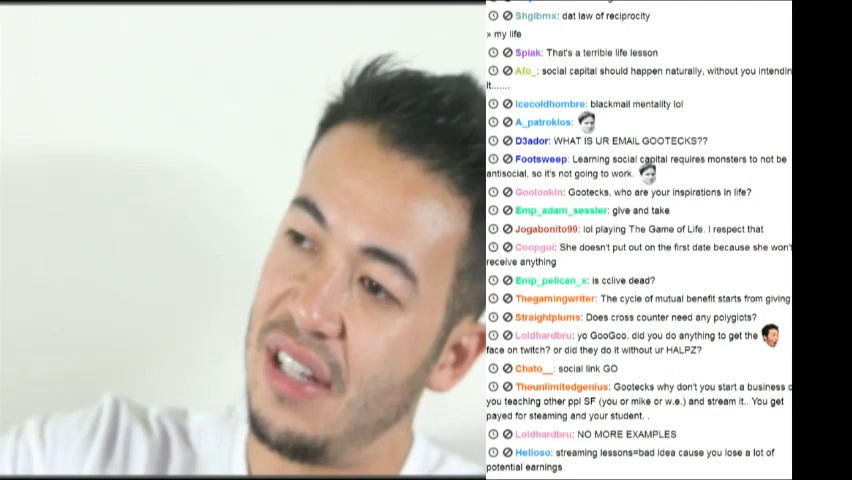 Shgibmx: dat law of reciprocity
» my life
Spiak: That's a terrible life lesson
Afo_: social capital should happen naturally, without you intendin
it.......
Icecoldhombre: blackmail mentality lol
A_patroklos:
D3ador: WHAT IS UR EMAIL GOOTECKS??
Footsweep: Learning social capital requires monsters to not be
antisocial, so it's not going to work.
Goolookin: Gootecks, who are your inspirations in life?
Emp_adam_sessler: give and take
Jogabonito99: lol playing The Game of Life. I respect that
Coopgui: She doesn't put out on the first date because she won'
receive anything
Emp_pelican_x: is cclive dead?
Thegamingwriter: The cycle of mutual benefit starts from giving
Straightplums: Does cross counter need any polyglots?
Loldhardbru: yo GooGoo, did you do anything to get the
face on twitch? or did they do it without ur HALPZ?
Chato__: social link GO
Theunlimitedgenius: Gootecks why don't you start a business o
you teaching other ppl SF (you or mike or w.e.) and stream it.. You get
payed for steaming and your student. .
Loldhardbru: NO MORE EXAMPLES
Helloso: streaming lessons=bad idea cause you lose a lot of
potential earnings